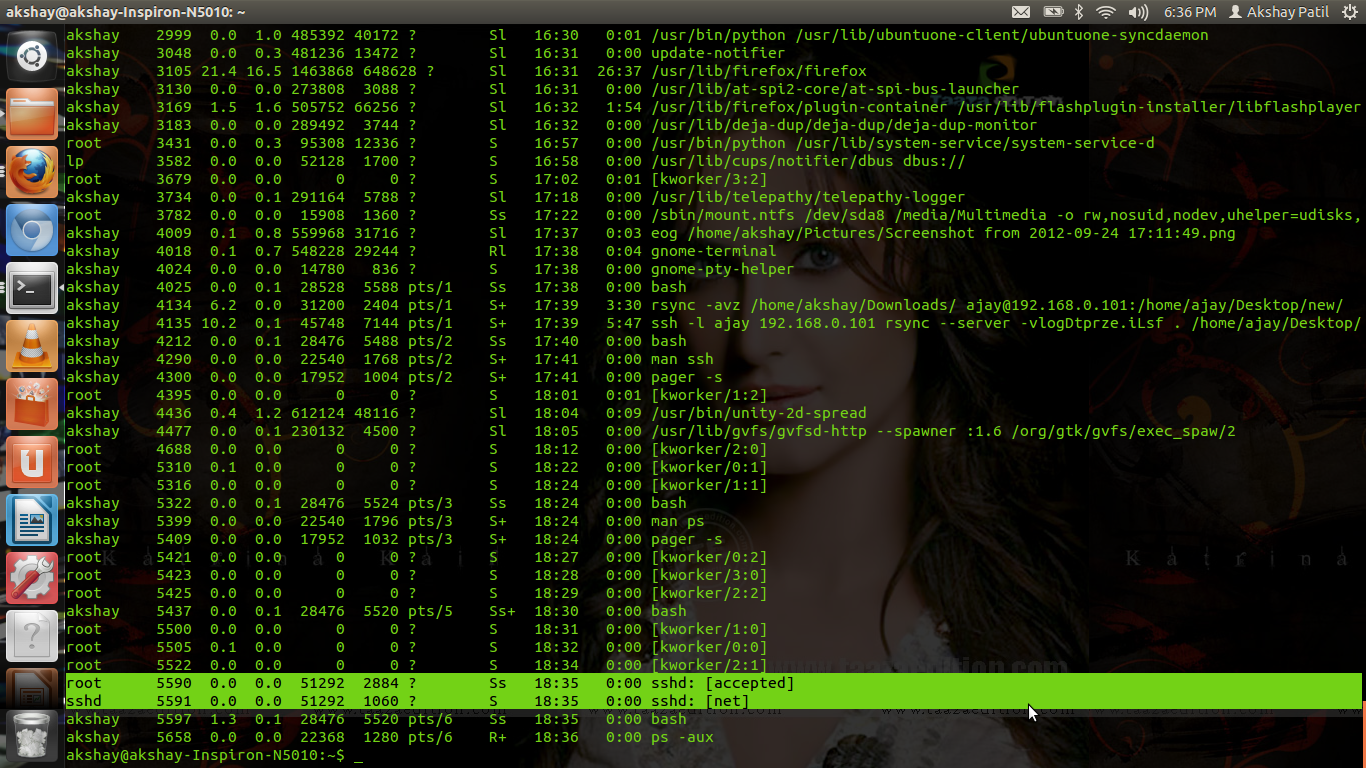 akshay@akshay-Inspiron-N5010: ~ 6:36 PM Akshay Patil
akshay 2999 0.0 1.0 485392 40172 ? Sl 16:30 0:01 /usr/bin/python /usr/lib/ubuntuone-client/ubuntuone-syncdaemon
akshay 3048 0.0 0.3 481236 13472 ? Sl 16:31 0:01 update-notifier
akshay 3105 21.4 16.5 1463868 648628 ? Sl 16:31 26:37 /usr/lib/firefox/firefox
akshay 3130 0.0 0.0 273808 3088 ? Sl 16:31 0:00 /usr/lib/at-spi2-core/at-spi-bus-launcher
akshay 3169 1.5 1.6 505752 66256 ? Sl 16:32 1:54 /usr/lib/firefox/plugin-container /usr/lib/flashplugin-installer/libflashplayer
akshay 3183 0.0 0.0 289492 3744 ? Sl 16:32 0:00 /usr/lib/deja-dup/deja-dup/deja-dup-monitor
root 3431 0.0 0.3 95308 12336 ? S 16:57 0:00 /usr/bin/python /usr/lib/system-service/system-service-d
lp 3582 0.0 0.0 52128 1700 ? S 16:58 0:00 /usr/lib/cups/notifier/dbus dbus://
root 3679 0.0 0.0 0 0 ? S 17:02 0:01 [kworker/3:2]
akshay 3734 0.0 0.1 291164 5788 ? Sl 17:18 0:00 /usr/lib/telepathy/telepathy-logger
root 3782 0.0 0.0 15908 1360 ? Ss 17:22 0:00 /sbin/mount.ntfs /dev/sda8 /media/Multimedia -o rw,nosuid,nodev,uhelper=udisks,
akshay 4009 0.1 0.8 559968 31716 ? Sl 17:37 0:03 eog /home/akshay/Pictures/Screenshot from 2012-09-24 17:11:49.png
akshay 4018 0.1 0.7 548228 29244 ? Rl 17:38 0:04 gnome-terminal
akshay 4024 0.0 0.0 14780 836 ? S 17:38 0:00 gnome-pty-helper
akshay 4025 0.0 0.1 28528 5588 pts/1 Ss 17:38 0:00 bash
akshay 4134 6.2 0.0 31200 2404 pts/1 S+ 17:39 3:30 rsync -avz /home/akshay/Downloads/ ajay@192.168.0.101:/home/ajay/Desktop/new/
akshay 4135 10.2 0.1 45748 7144 pts/1 S+ 17:39 5:47 ssh -l ajay 192.168.0.101 rsync --server -vlogDtprze.iLsf . /home/ajay/Desktop/
akshay 4212 0.0 0.1 28476 5488 pts/2 Ss 17:40 0:00 bash
akshay 4290 0.0 0.0 22540 1768 pts/2 S+ 17:41 0:00 man ssh
akshay 4300 0.0 0.0 17952 1004 pts/2 S+ 17:41 0:00 pager -s
root 4395 0.0 0.0 0 0 ? S 18:01 0:01 [kworker/1:2]
akshay 4436 0.4 1.2 612124 48116 ? Sl 18:04 0:09 /usr/bin/unity-2d-spread
akshay 4477 0.0 0.1 230132 4500 ? Sl 18:05 0:00 /usr/lib/gvfs/gvfsd-http --spawner :1.6 /org/gtk/gvfs/exec_spaw/2
root 4688 0.0 0.0 0 0 ? S 18:12 0:00 [kworker/2:0]
root 5310 0.1 0.0 0 0 ? S 18:22 0:00 [kworker/0:1]
root 5316 0.0 0.0 0 0 ? S 18:24 0:00 [kworker/1:1]
akshay 5322 0.0 0.1 28476 5524 pts/3 Ss 18:24 0:00 bash
akshay 5399 0.0 0.0 22540 1796 pts/3 S+ 18:24 0:00 man ps
akshay 5409 0.0 0.0 17952 1032 pts/3 S+ 18:24 0:00 pager -s
root 5421 0.0 0.0 0 0 ? S 18:27 0:00 [kworker/0:2]
root 5423 0.0 0.0 0 0 ? S 18:28 0:00 [kworker/3:0]
root 5425 0.0 0.0 0 0 ? S 18:29 0:00 [kworker/2:2]
akshay 5437 0.0 0.1 28476 5520 pts/5 Ss+ 18:30 0:00 bash
root 5500 0.0 0.0 0 0 ? S 18:31 0:00 [kworker/1:0]
root 5505 0.1 0.0 0 0 ? S 18:32 0:00 [kworker/0:0]
root 5522 0.0 0.0 0 0 ? S 18:34 0:00 [kworker/2:1]
root 5590 0.0 0.0 51292 2884 ? Ss 18:35 0:00 sshd: [accepted]
sshd 5591 0.0 0.0 51292 1060 ? S 18:35 0:00 sshd: [net]
akshay 5597 1.3 0.1 28476 5520 pts/6 Ss 18:35 0:00 bash
akshay 5658 0.0 0.0 22368 1280 pts/6 R+ 18:36 0:00 ps -aux
akshay@akshay-Inspiron-N5010:~$ _
Katrina